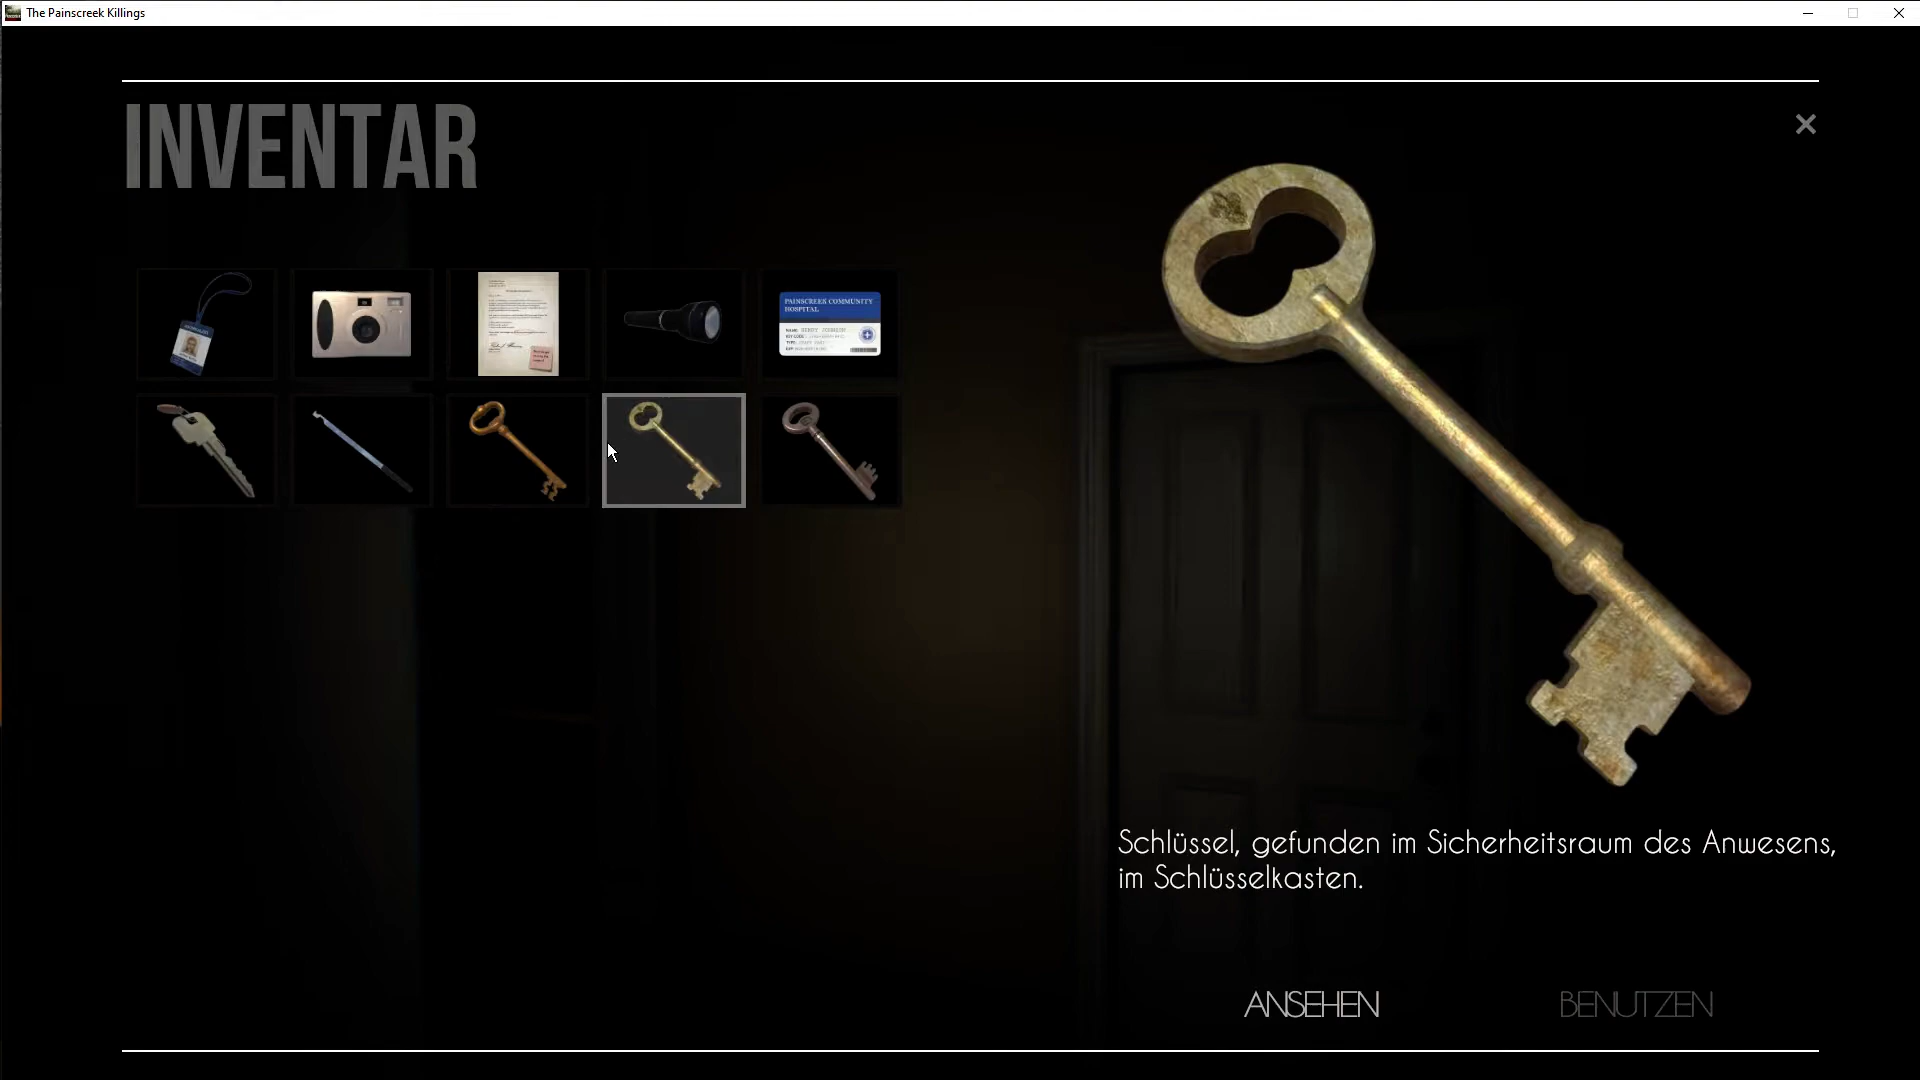 The Painscreek Killings
INVENTAR
PAINSCREEK COMMUNITY
HOSPITAL
Schlüssel, gefunden im Sicherheitsraum des Anwesens,
im Schlüsselkasten.
ANSEHEN
BENUTZEN